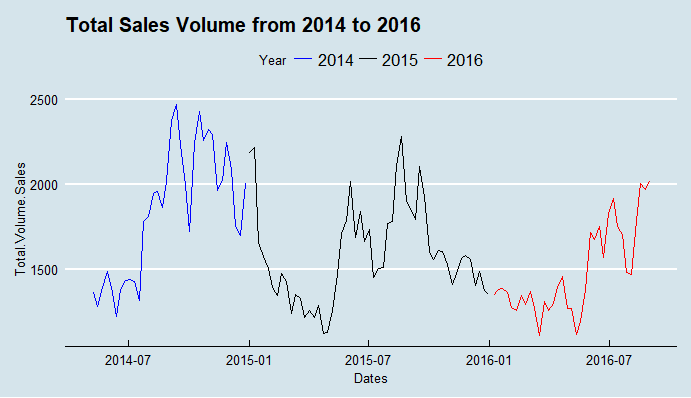 Total Sales Volume from 2014 to 2016
Year 2014 2015 2016
2500
2000
1500
Total.Volume.Sales
2014-07 2015-01 2015-07 2016-01 2016-07
Dates